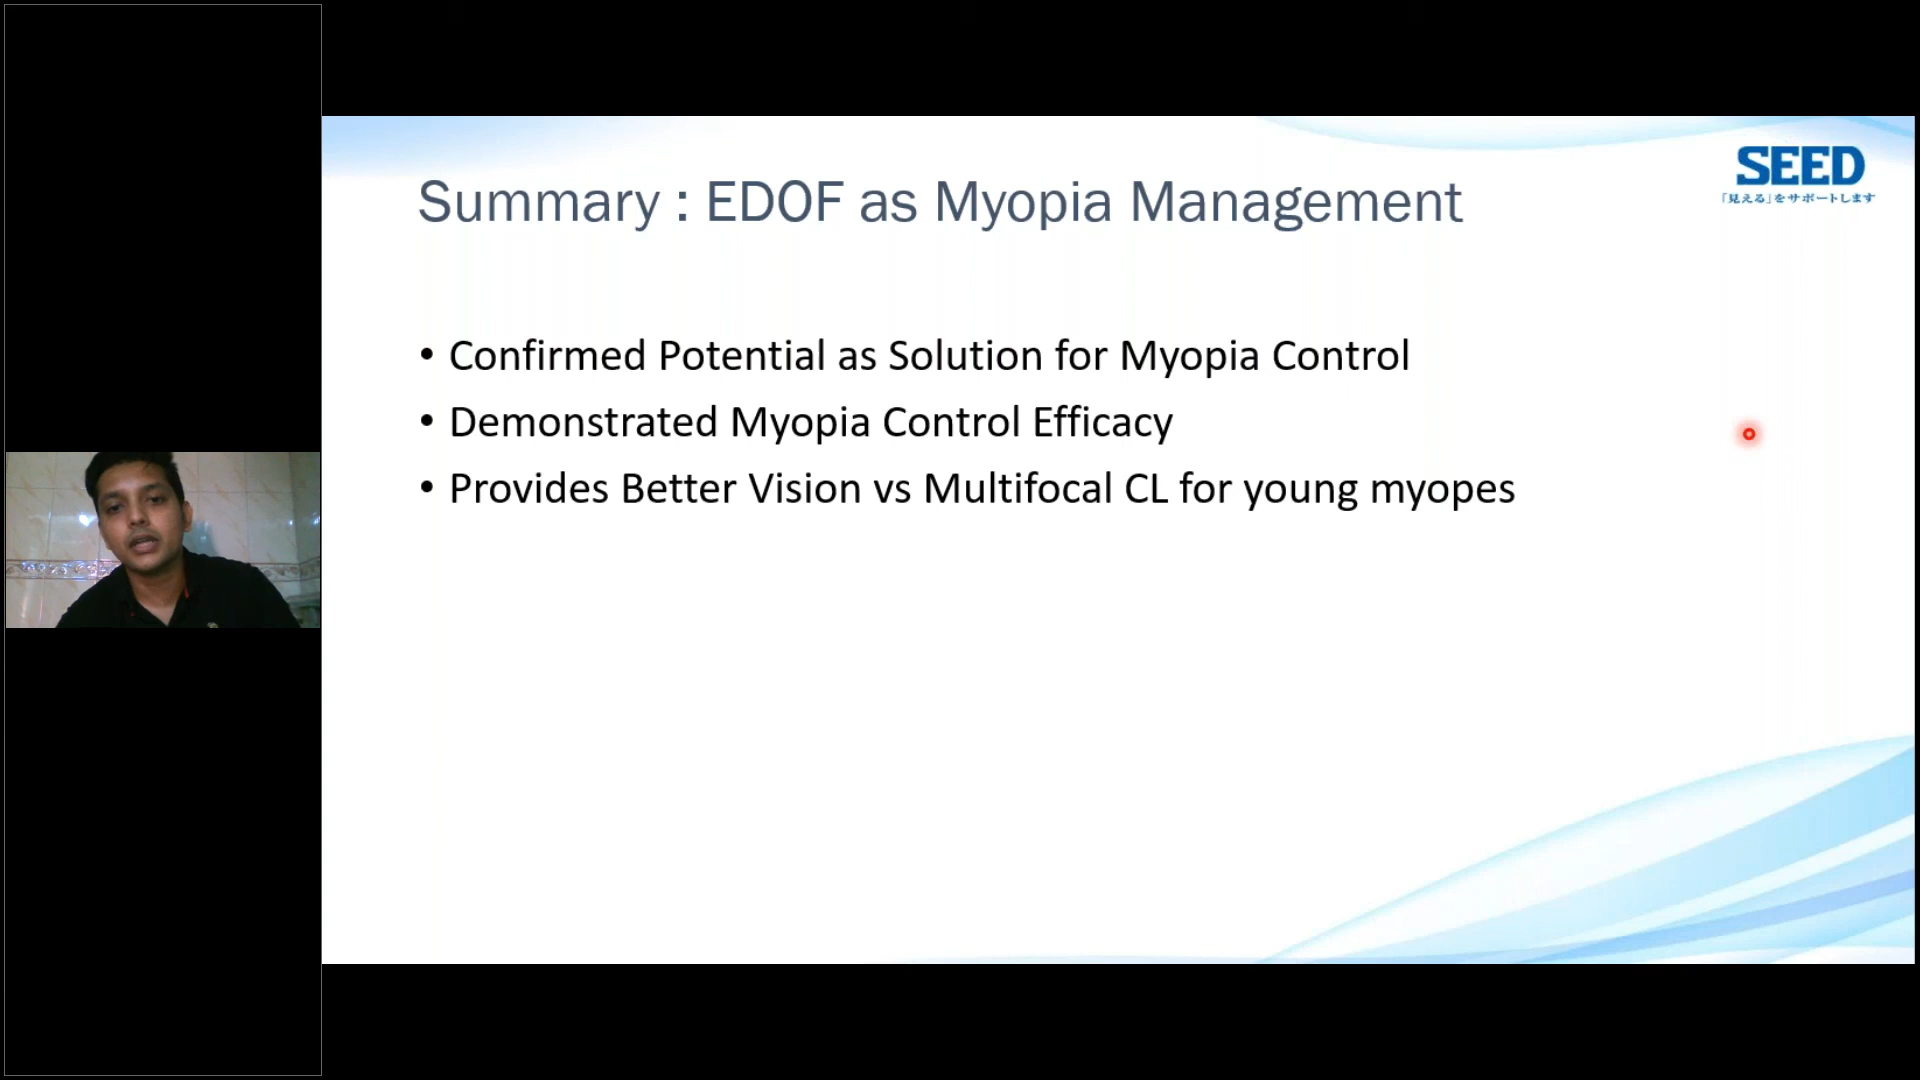 Summary : EDOF as Myopia Management
SEED
「見える」をサポートします
• Confirmed Potential as Solution for Myopia Control
• Demonstrated Myopia Control Efficacy
• Provides Better Vision vs Multifocal CL for young myopes